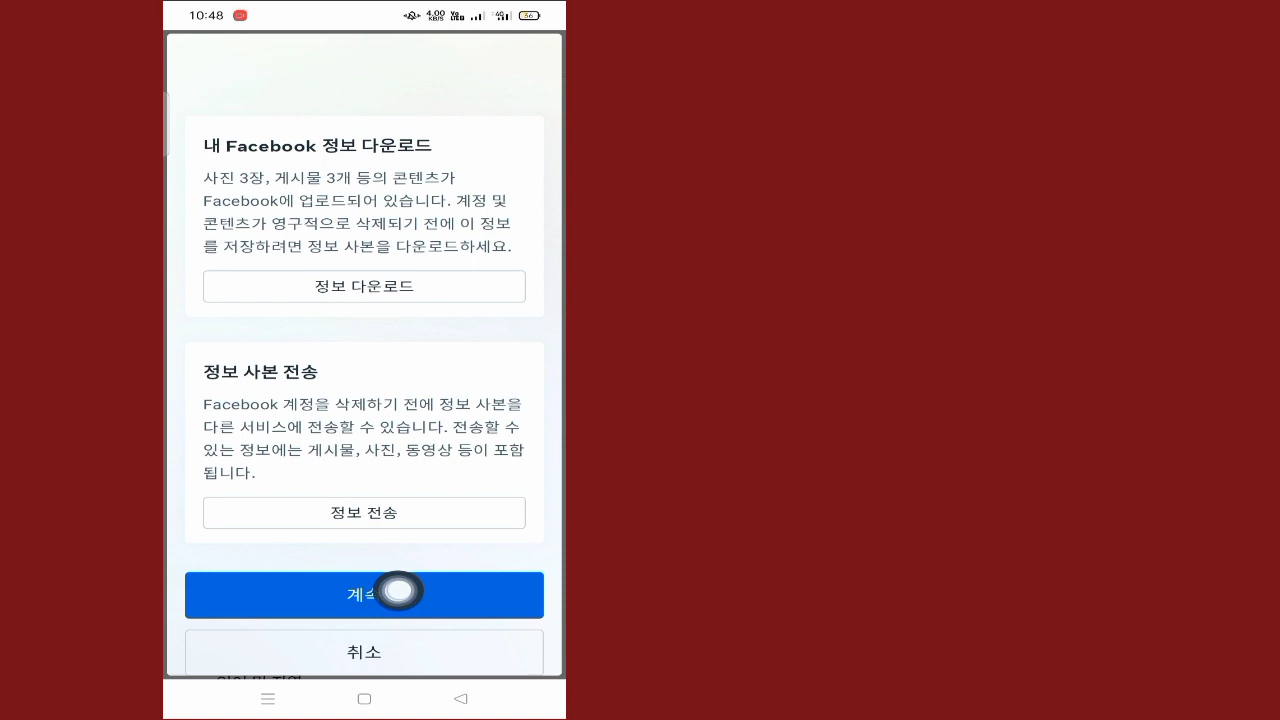 10:48
4.00
KB/S
Vo
LTE
4G
36
내 Facebook 정보 다운로드
사진 3장, 게시물 3개 등의 콘텐츠가
Facebook에 업로드되어 있습니다. 계정 및
콘텐츠가 영구적으로 삭제되기 전에 이 정보
를 저장하려면 정보 사본을 다운로드하세요.
정보 다운로드
정보 사본 전송
Facebook 계정을 삭제하기 전에 정보 사본을
다른 서비스에 전송할 수 있습니다. 전송할 수
있는 정보에는 게시물, 사진, 동영상 등이 포함
됩니다.
정보 전송
취소